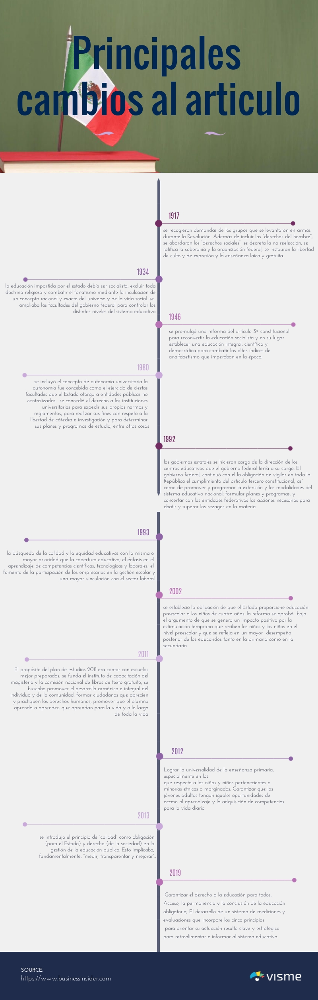 Principales
cambios al articulo
1917
se recogieron demandas de los grupos que se levantaron en armas
durante la Revolución. Además de incluir los "derechos del hombre",
se abordaron los "derechos sociales", se decreta la no reelección, se
ratifica la soberanía y la organización federal, se instauran la libertad
de culto y de expresión y la enseñanza laica y gratuita.
1934
la educación impartida por el estado debía ser socialista, excluir toda
doctrina religiosa y combatir el fanatismo mediante la inculcación de
un concepto racional y exacto del universo y de la vida social. se
ampliaba las facultades del gobierno federal para controlar los
distintos niveles del sistema educativo
1946
se promulgó una reforma del artículo 3º constitucional
para reconvertir la educación socialista y en su lugar
establecer una educación integral, científica y
democrática para combatir los altos índices de
analfabetismo que imperaban en la época.
1980
se incluyó el concepto de autonomía universitaria la
autonomía fue concebida como el ejercicio de ciertas
facultades que el Estado otorga a entidades públicas no
centralizadas. se concedió el derecho a las instituciones
universitarias para expedir sus propias normas y
reglamentos, para realizar sus fines con respeto a la
libertad de cátedra e investigación y para determinar
sus planes y programas de estudio, entre otras cosas
1992
los gobiernos estatales se hicieron cargo de la dirección de los
centros educativos que el gobierno federal tenía a su cargo. El
gobierno federal, continuó con el la obligación de vigilar en toda la
República el cumplimiento del artículo tercero constitucional, así
como de promover y programar la extensión y las modalidades del
sistema educativo nacional; formular planes y programas, y
concertar con las entidades federativas las acciones necesarias para
abatir y superar los rezagos en la materia.
1993
la búsqueda de la calidad y la equidad educativas con la misma o
mayor prioridad que la cobertura educativa; el énfasis en el
aprendizaje de competencias científicas, tecnológicas y laborales; el
fomento de la participación de los empresarios en la gestión escolar y
una mayor vinculación con el sector laboral.
2002
se estableció la obligación de que el Estado proporcione educación
preescolar a los niños de cuatro años. la reforma se aprobó bajo
el argumento de que se genera un impacto positivo por la
estimulación temprana que reciben las niñas y los niños en el
nivel preescolar y que se refleja en un mayor desempeño
posterior de los educandos tanto en la primaria como en la
secundaria.
2011
El propósito del plan de estudios 2011 era contar con escuelas
mejor preparadas, se funda el instituto de capacitación del
magisterio y la comisión nacional de libros de texto gratuito, se
buscaba promover el desarrollo armónico e integral del
individuo y de la comunidad, formar ciudadanos que aprecien
y practiquen los derechos humanos, promover que el alumno
aprenda a aprender, que aprendan para la vida y a lo largo
de toda la vida
2012
Lograr la universalidad de la enseñanza primaria,
especialmente en los
que respecta a las niñas y niños pertenecientes a
minorías étnicas o marginadas. Garantizar que los
jóvenes adultos tengan iguales oportunidades de
acceso al aprendizaje y la adquisición de competencias
para la vida diaria
2013
se introdujo el principio de "calidad" como obligación
(para el Estado) y derecho (de la sociedad) en la
gestión de la educación pública. Esto implicaba,
fundamentalmente, "medir, transparentar y mejorar"..
2019
.Garantizar el derecho a la educación para todos,
Acceso, la permanencia y la conclusión de la educación
obligatoria, El desarrollo de un sistema de mediciones y
evaluaciones que incorpore los cinco principios
para orientar su actuación resulta clave y estratégico
para retroalimentar e informar al sistema educativo
SOURCE:
https://www.businessinsider.com
visme